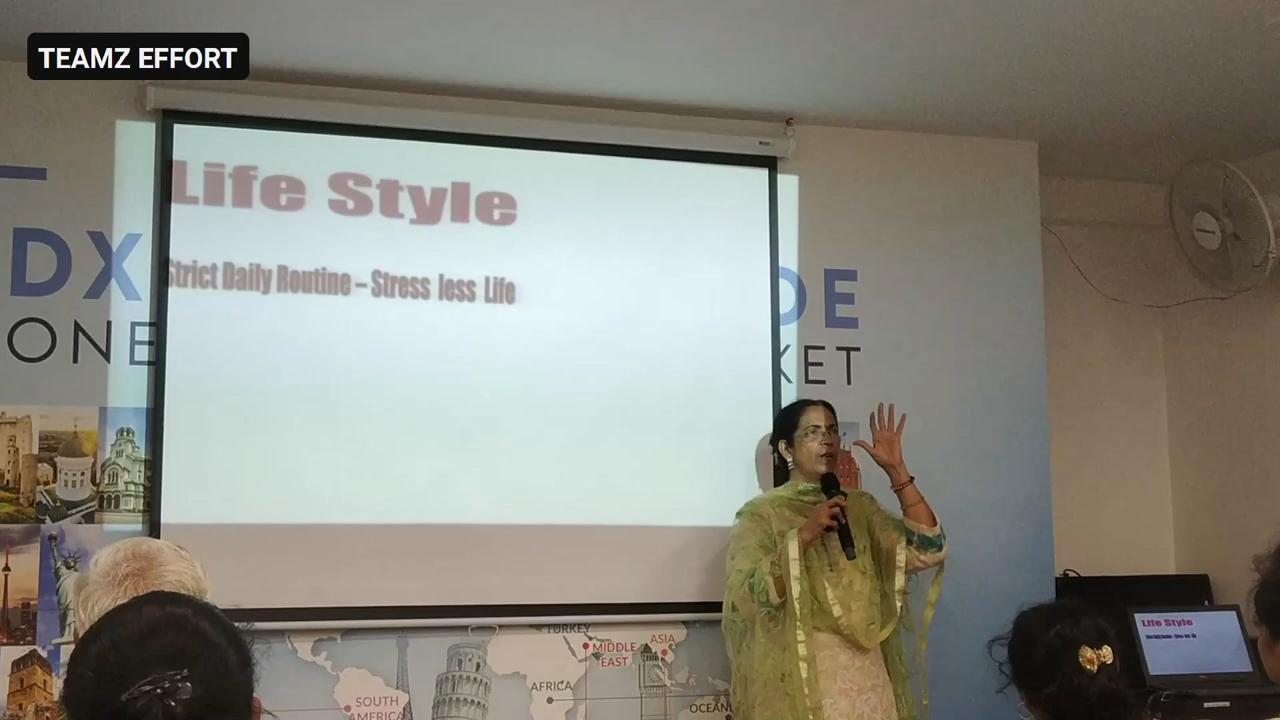 TEAMZ EFFORT
Life Style
Strict Daily Routine – Stress less Life
DX
DE
ONE
KET
TURKEY
MIDDLE
EAST
ASIA
AFRICA
SOUTH
AMERICA
OCEAN
Life Style